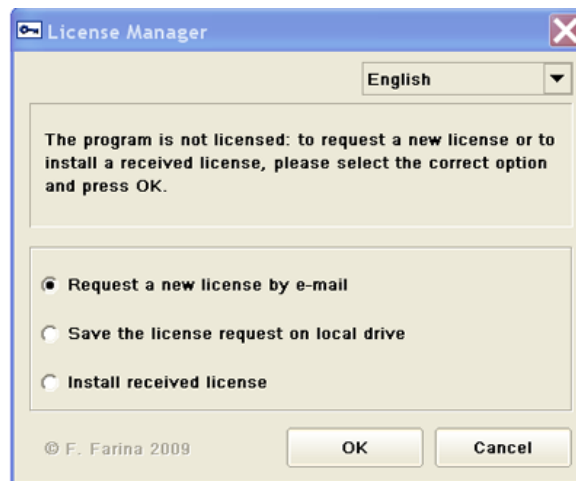 License Manager
English
The program is not licensed: to request a new license or to
install a received license, please select the correct option
and press OK.
Request a new license by e-mail
Save the license request on local drive
Install received license
© F. Farina 2009
OK
Cancel